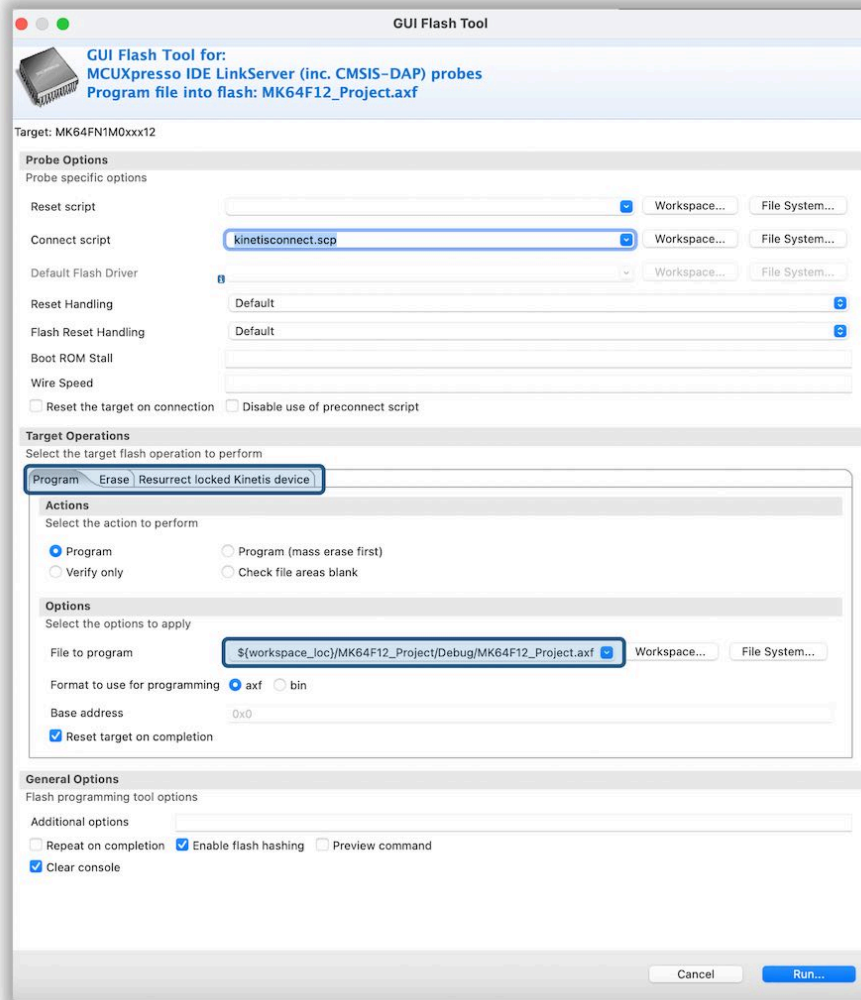 GUI Flash Tool
GUI Flash Tool for:
MCUXpresso IDE LinkServer (inc. CMSIS-DAP) probes
Program file into flash: MK64F12_Project.axf
Target: MK64FN1M0xxx12
Probe Options
Probe specific options
Reset script Workspace... File System...
Connect script kinetisconnect.scp Workspace... File System...
Default Flash Driver Workspace... File System...
Reset Handling Default
Flash Reset Handling Default
Boot ROM Stall
Wire Speed
Reset the target on connection Disable use of preconnect script
Target Operations
Select the target flash operation to perform
Program Erase Resurrect locked Kinetis device
Actions
Select the action to perform
Program Program (mass erase first)
Verify only Check file areas blank
Options
Select the options to apply
File to program ${workspace_loc}/MK64F12_Project/Debug/MK64F12_Project.axf Workspace... File System...
Format to use for programming axf bin
Base address 0x0
Reset target on completion
General Options
Flash programming tool options
Additional options
Repeat on completion Enable flash hashing Preview command
Clear console
Cancel Run...